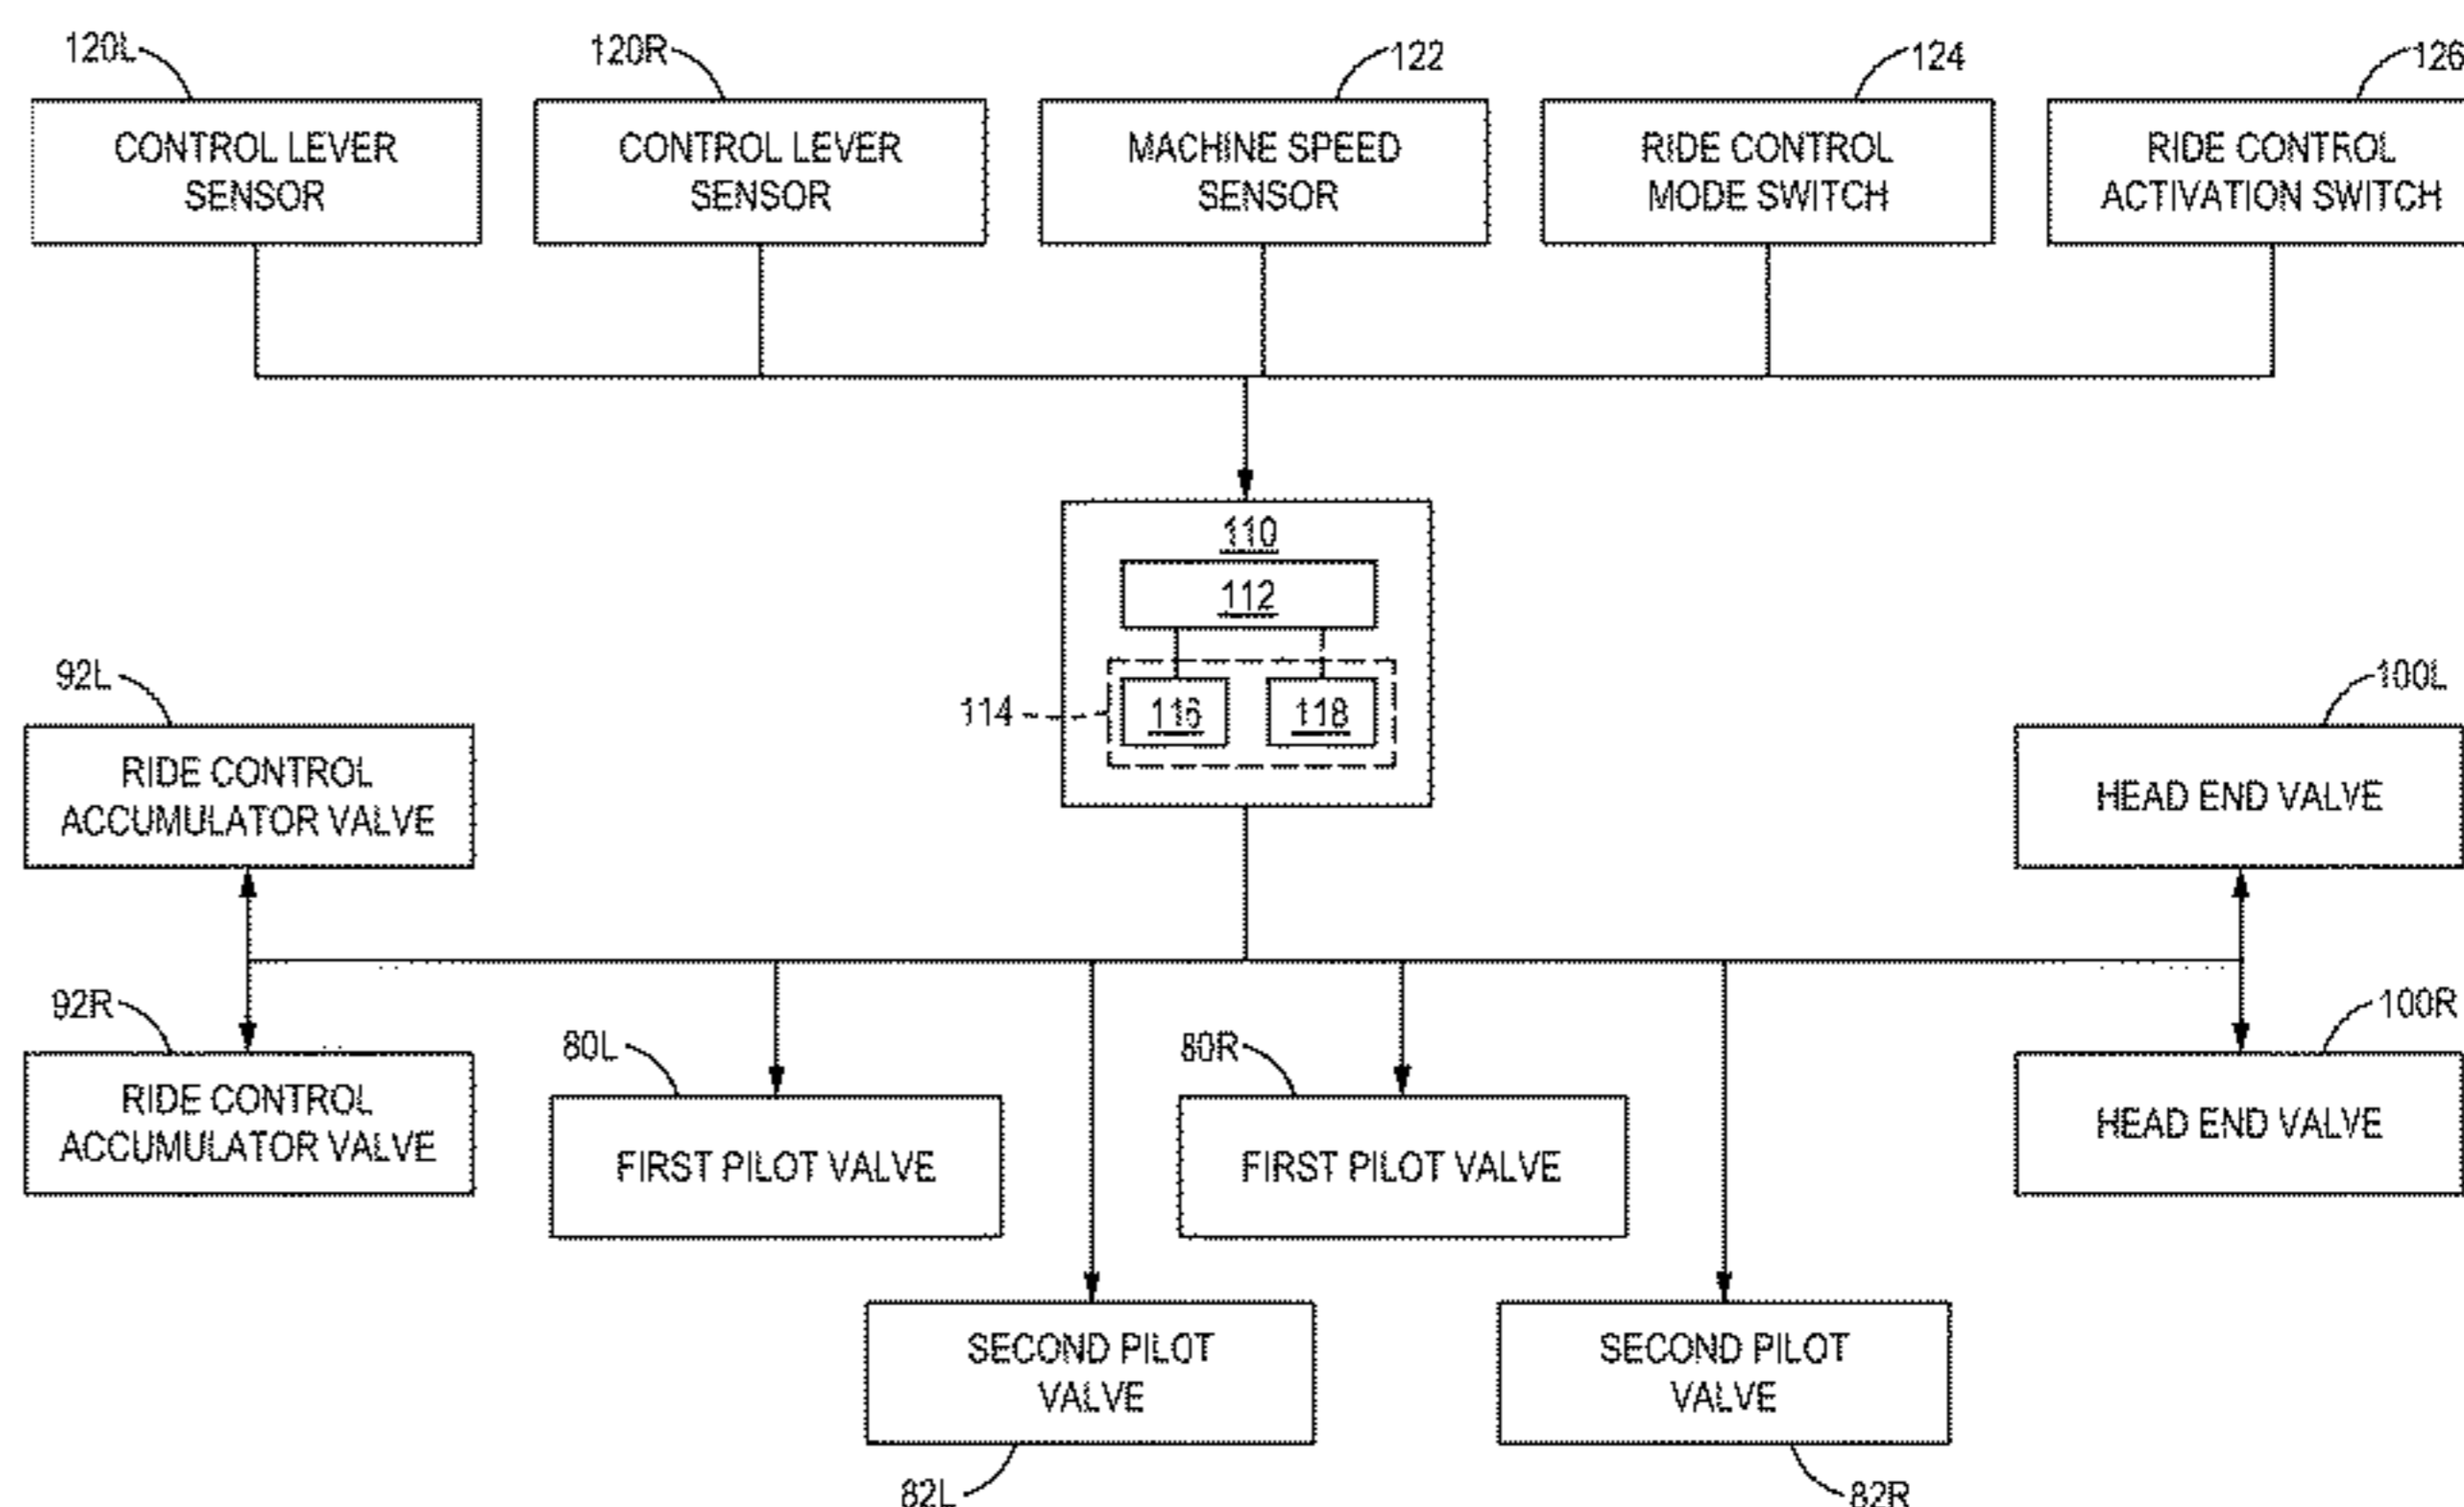 120L
120R
122
124
126
CONTROL LEVER
SENSOR
CONTROL LEVER
SENSOR
MACHINE SPEED
SENSOR
RIDE CONTROL
MODE SWITCH
RIDE CONTROL
ACTIVATION SWITCH
110
112
114
116
118
92L
RIDE CONTROL
ACCUMULATOR VALVE
100L
HEAD END VALVE
92R
RIDE CONTROL
ACCUMULATOR VALVE
80L
FIRST PILOT VALVE
80R
FIRST PILOT VALVE
100R
HEAD END VALVE
SECOND PILOT
VALVE
82L
SECOND PILOT
VALVE
82R